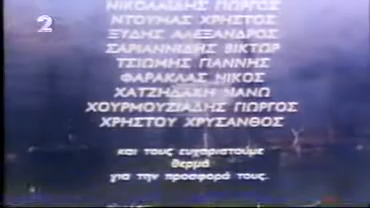 2
ΝΙΚΟΛΑΪΔΗΣ ΓΙΩΡΓΟΣ
ΝΤΟΥΜΑΣ ΧΡΗΣΤΟΣ
ΞΥΔΗΣ ΑΛΕΞΑΝΔΡΟΣ
ΣΑΡΙΑΝΝΙΔΗΣ ΒΙΚΤΩΡ
ΤΣΙΩΜΗΣ ΓΙΑΝΝΗΣ
ΦΑΡΑΚΛΑΣ ΝΙΚΟΣ
ΧΑΤΖΗΔΑΚΗ ΝΑΝΩ
ΧΟΥΡΜΟΥΖΙΑΔΗΣ ΓΙΩΡΓΟΣ
ΧΡΗΣΤΟΥ ΧΡΥΣΑΝΘΟΣ
και τους ευχαριστούμε
θερμά
για την προσφορά τους.